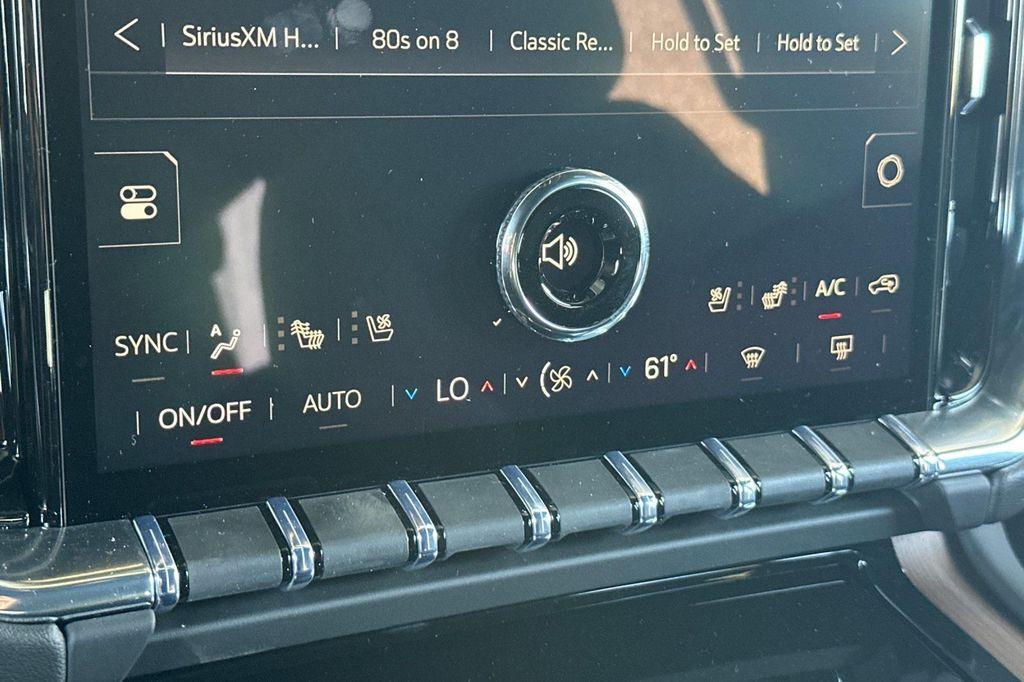 SiriusXM H... 80s on 8 Classic Re... Hold to Set Hold to Set
A/C
SYNC A
ON/OFF AUTO LO 61°